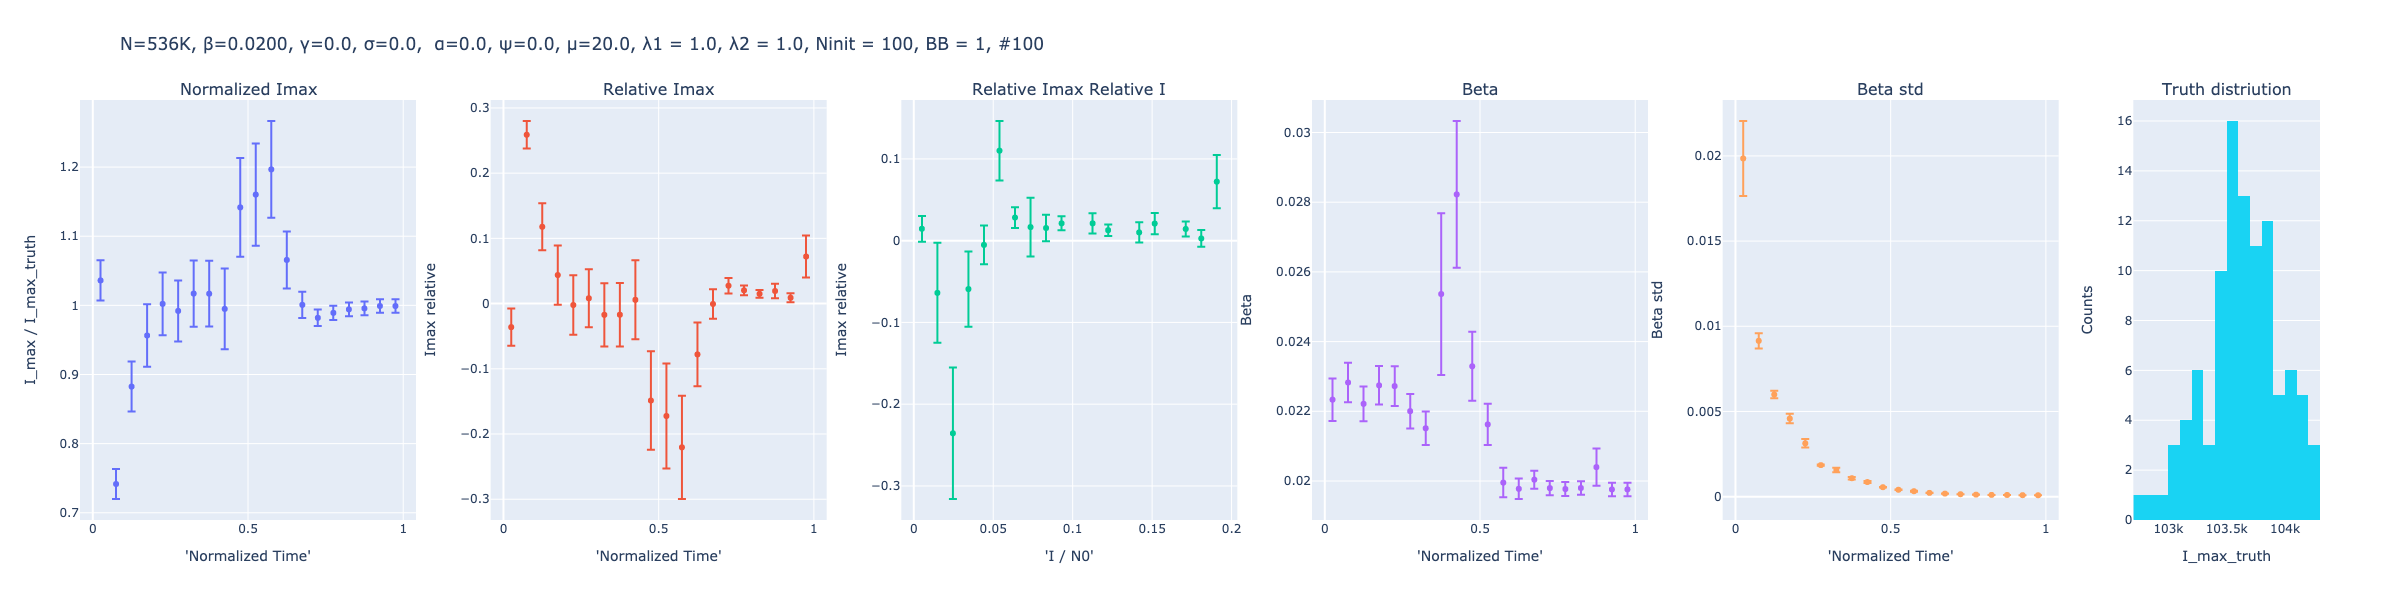 N=536K, β=0.0200, γ=0.0, σ=0.0, α=0.0, ψ=0.0, μ=20.0, λ1 = 1.0, λ2 = 1.0, Ninit = 100, BB = 1, #100
Normalized Imax
I_max / I_max_truth
1.2
1.1
1
0.9
0.8
0.7
0
0.5
1
'Normalized Time'
Relative Imax
Imax relative
0.3
0.2
0.1
0
−0.1
−0.2
−0.3
0
0.5
1
'Normalized Time'
Relative Imax Relative I
Imax relative
0.1
0
−0.1
−0.2
−0.3
0
0.05
0.1
0.15
0.2
'I / N0'
Beta
Beta
0.03
0.028
0.026
0.024
0.022
0.02
0
0.5
1
'Normalized Time'
Beta std
Beta std
0.02
0.015
0.01
0.005
0
0
0.5
1
'Normalized Time'
Truth distriution
Counts
16
14
12
10
8
6
4
2
0
103k
103.5k
104k
I_max_truth